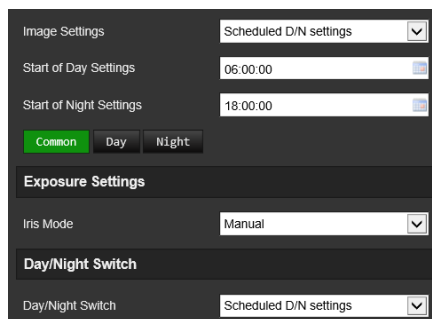 Image Settings Scheduled D/N settings
Start of Day Settings 06:00:00
Start of Night Settings 18:00:00
Common Day Night
Exposure Settings
Iris Mode Manual
Day/Night Switch
Day/Night Switch Scheduled D/N settings